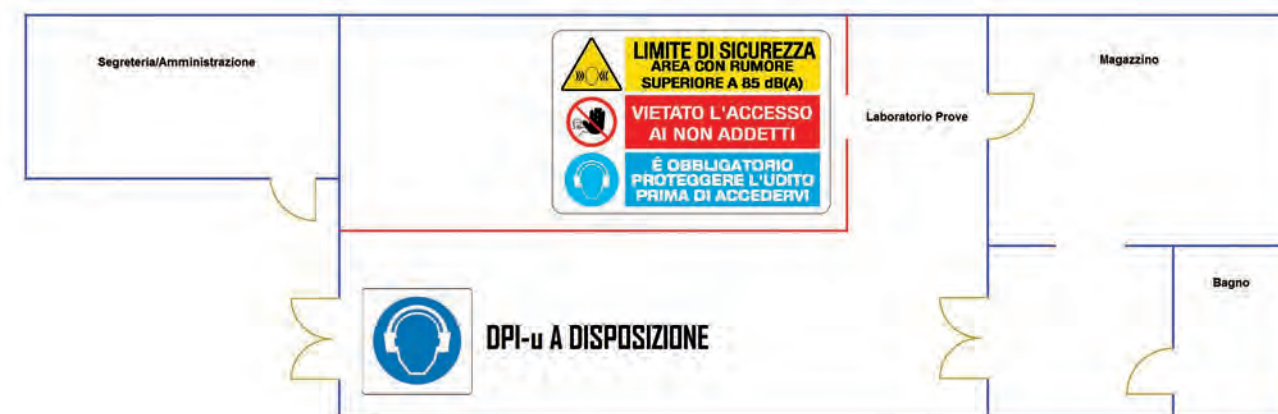 Segreteria/Amministrazione
LIMITE DI SICUREZZA
AREA CON RUMORE
SUPERIORE A 85 dB(A)
VIETATO L'ACCESSO
AI NON ADDETTI
É OBBLIGATORIO
PROTEGGERE L'UDITO
PRIMA DI ACCEDERVI
Laboratorio Prove
Magazzino
Bagno
DPI-u A DISPOSIZIONE